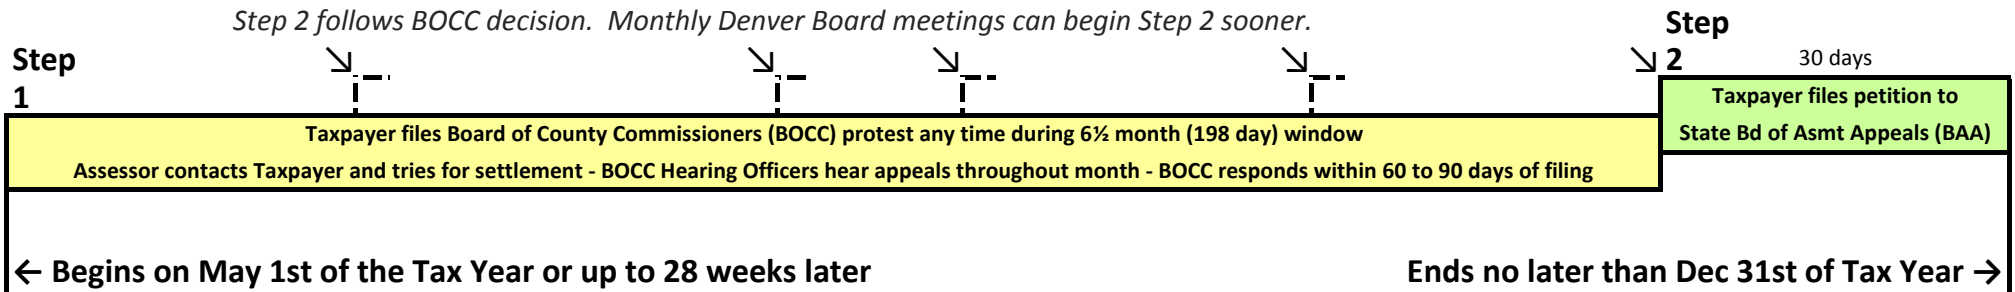 Step 2 follows BOCC decision.  Monthly Denver Board meetings can begin Step 2 sooner.
Step
1
Step
2
30 days
Taxpayer files Board of County Commissioners (BOCC) protest any time during 6½ month (198 day) window
Assessor contacts Taxpayer and tries for settlement - BOCC Hearing Officers hear appeals throughout month - BOCC responds within 60 to 90 days of filing
Taxpayer files petition to
State Bd of Asmt Appeals (BAA)
← Begins on May 1st of the Tax Year or up to 28 weeks later
Ends no later than Dec 31st of Tax Year →